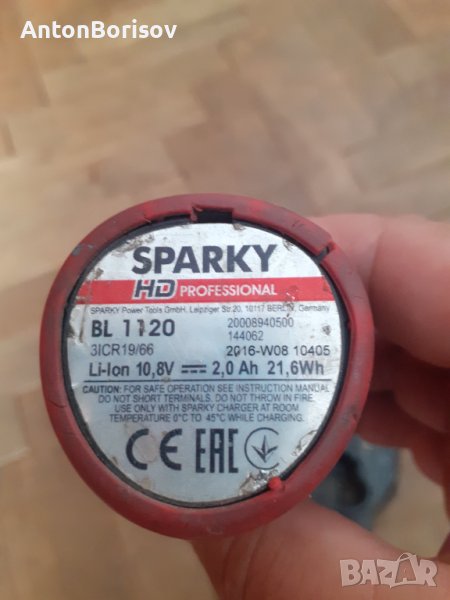 AntonBorisov
SPARKY
HD PROFESSIONAL
SPARKY Power Tools GmbH, Leipziger Str.20, 10117 BERLIN, Germany
BL 1120
20008940500
144062
3ICR19/66
2016-W08 10405
Li-Ion 10,8V 2,0 Ah 21,6Wh
CAUTION: FOR SAFE OPERATION SEE INSTRUCTION MANUAL
DO NOT SHORT TERMINALS. DO NOT THROW IN FIRE.
USE ONLY WITH SPARKY CHARGER AT ROOM
TEMPERATURE 0°C TO 45°C WHILE CHARGING.
CE EAC
BAZAR